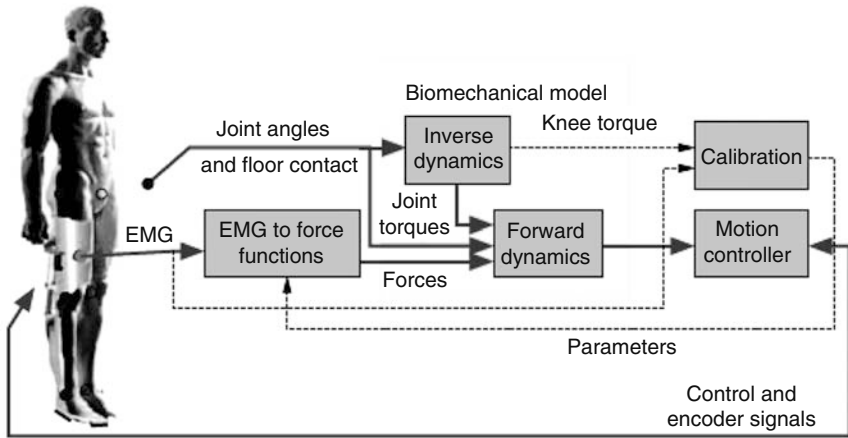 Biomechanical model
Joint angles
and floor contact
Inverse
dynamics
Knee torque
Calibration
Joint
torques
EMG
EMG to force
functions
Forward
dynamics
Motion
controller
Forces
Parameters
Control and
encoder signals